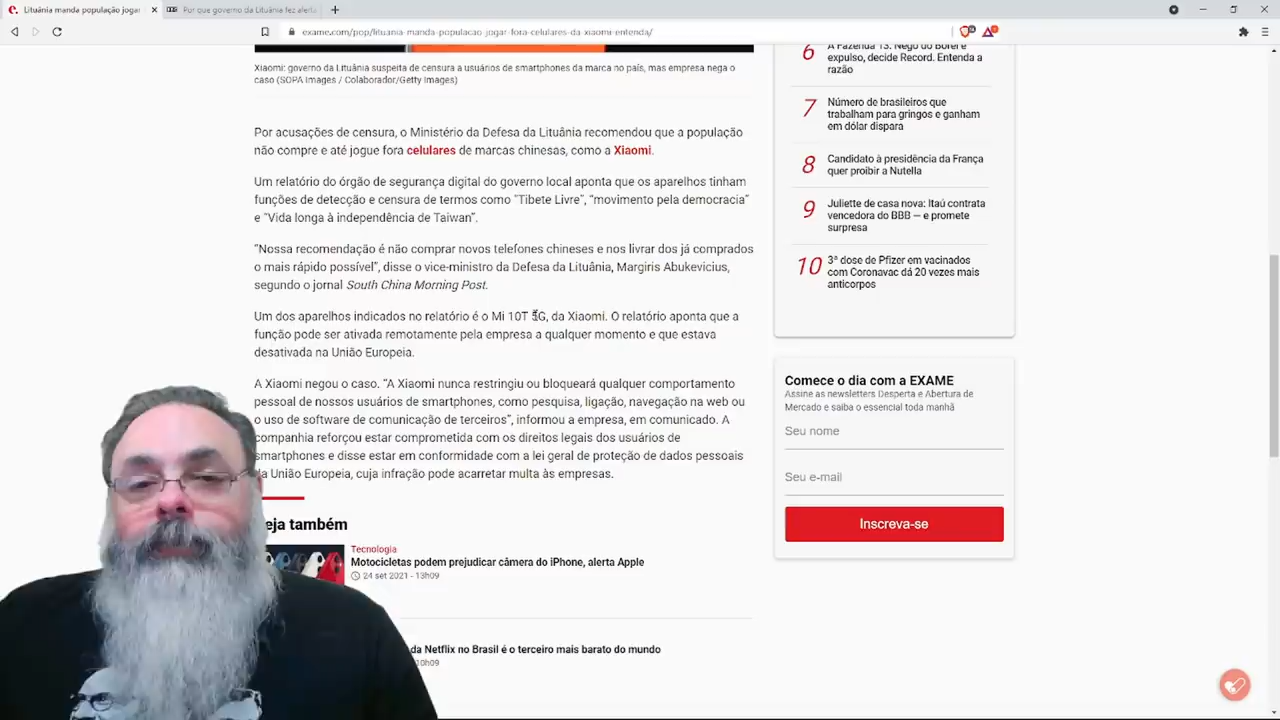 Lituânia manda população jogar
Por que governo da Lituânia fez alerta
exame.com/pop/lituania-manda-populacao-jogar-fora-celulares-da-xiaomi-entenda/
Xiaomi: governo da Lituânia suspeita de censura a usuários de smartphones da marca no país, mas empresa nega o
caso (SOPA Images / Colaborador/Getty Images)
Por acusações de censura, o Ministério da Defesa da Lituânia recomendou que a população
não compre e até jogue fora celulares de marcas chinesas, como a Xiaomi.
Um relatório do órgão de segurança digital do governo local aponta que os aparelhos tinham
funções de detecção e censura de termos como "Tibete Livre", "movimento pela democracia"
e "Vida longa à independência de Taiwan".
"Nossa recomendação é não comprar novos telefones chineses e nos livrar dos já comprados
o mais rápido possível", disse o vice-ministro da Defesa da Lituânia, Margiris Abukevicius,
segundo o jornal South China Morning Post.
Um dos aparelhos indicados no relatório é o Mi 10T 5G, da Xiaomi. O relatório aponta que a
função pode ser ativada remotamente pela empresa a qualquer momento e que estava
desativada na União Europeia.
A Xiaomi negou o caso. "A Xiaomi nunca restringiu ou bloqueará qualquer comportamento
pessoal de nossos usuários de smartphones, como pesquisa, ligação, navegação na web ou
o uso de software de comunicação de terceiros", informou a empresa, em comunicado. A
companhia reforçou estar comprometida com os direitos legais dos usuários de
smartphones e disse estar em conformidade com a lei geral de proteção de dados pessoais
da União Europeia, cuja infração pode acarretar multa às empresas.
eja também
Tecnologia
Motocicletas podem prejudicar câmera do iPhone, alerta Apple
24 set 2021 - 13h09
da Netflix no Brasil é o terceiro mais barato do mundo
10h09
6
A Fazenda 13: Nego do Borel é
expulso, decide Record. Entenda a
razão
7
Número de brasileiros que
trabalham para gringos e ganham
em dólar dispara
8
Candidato à presidência da França
quer proibir a Nutella
9
Juliette de casa nova: Itaú contrata
vencedora do BBB — e promete
surpresa
10
3ª dose de Pfizer em vacinados
com Coronavac dá 20 vezes mais
anticorpos
Comece o dia com a EXAME
Assine as newsletters Desperta e Abertura de
Mercado e saiba o essencial toda manhã
Seu nome
Seu e-mail
Inscreva-se